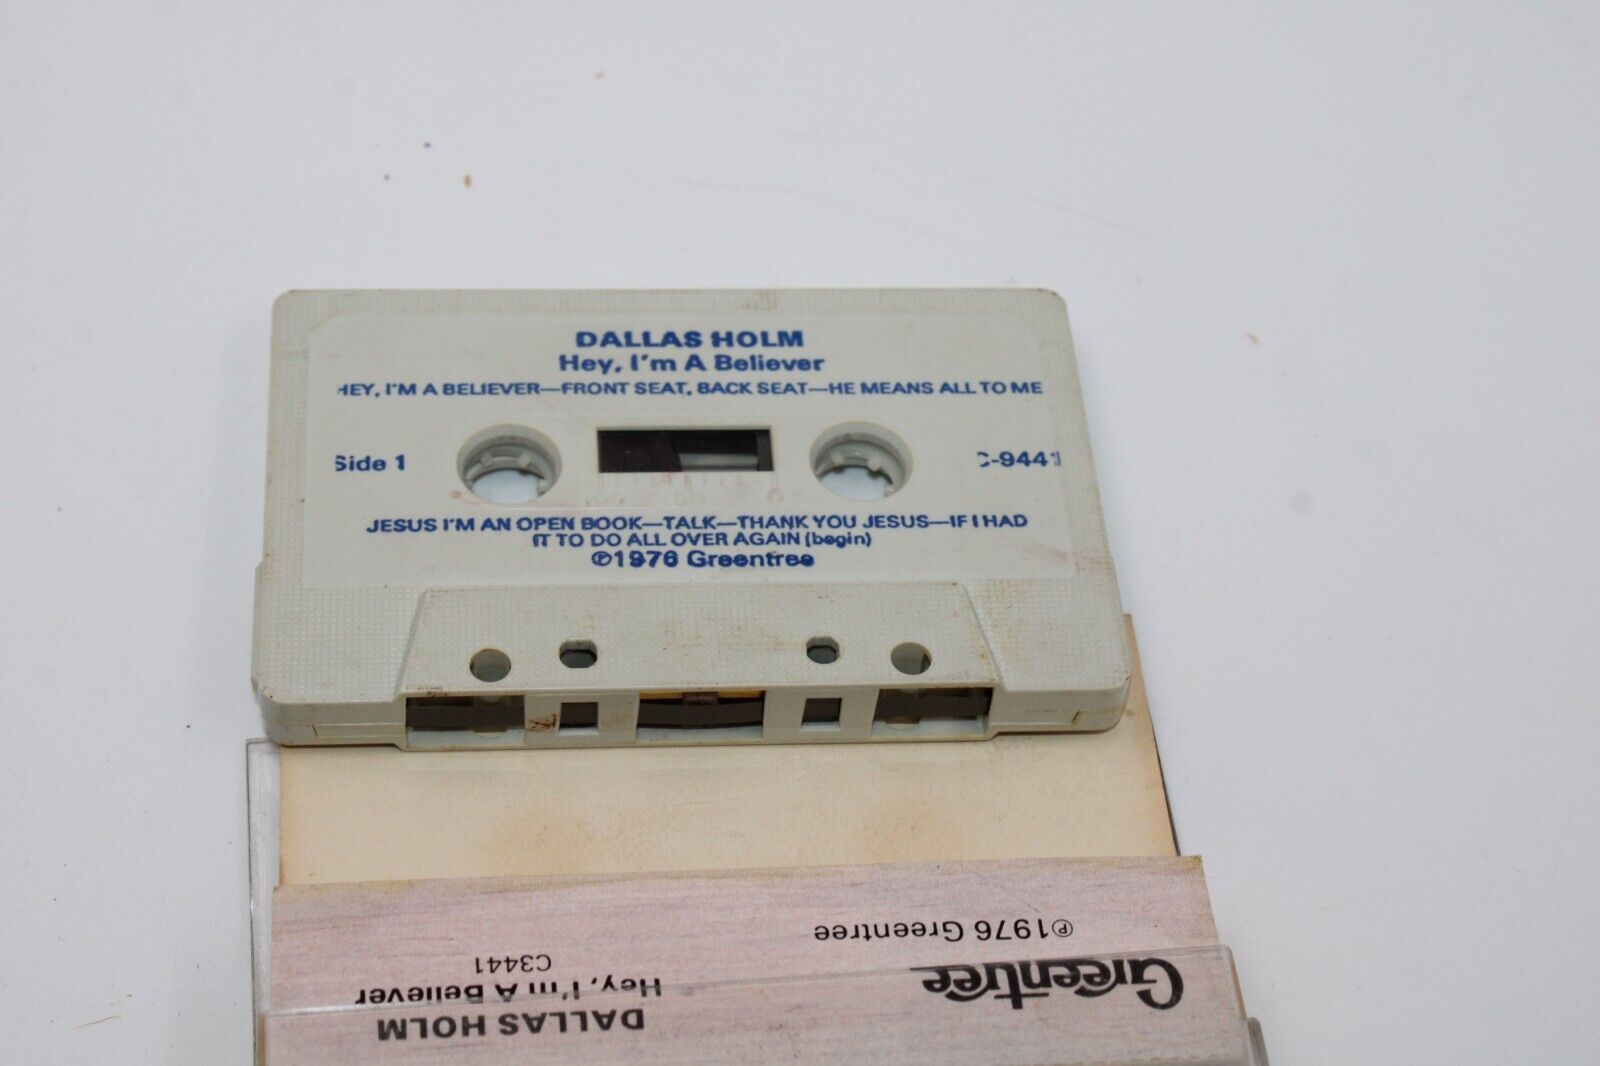 DALLAS HOLM
Hey, I'm A Believer
HEY, I'M A BELIEVER—FRONT SEAT, BACK SEAT—HE MEANS ALL TO ME
Side 1
C-9441
JESUS I'M AN OPEN BOOK—TALK—THANK YOU JESUS—IF I HAD
IT TO DO ALL OVER AGAIN (begin)
℗1976 Greentree
DALLAS HOLM
Hey, I'm A Believer
C3441
Greentree
℗1976 Greentree